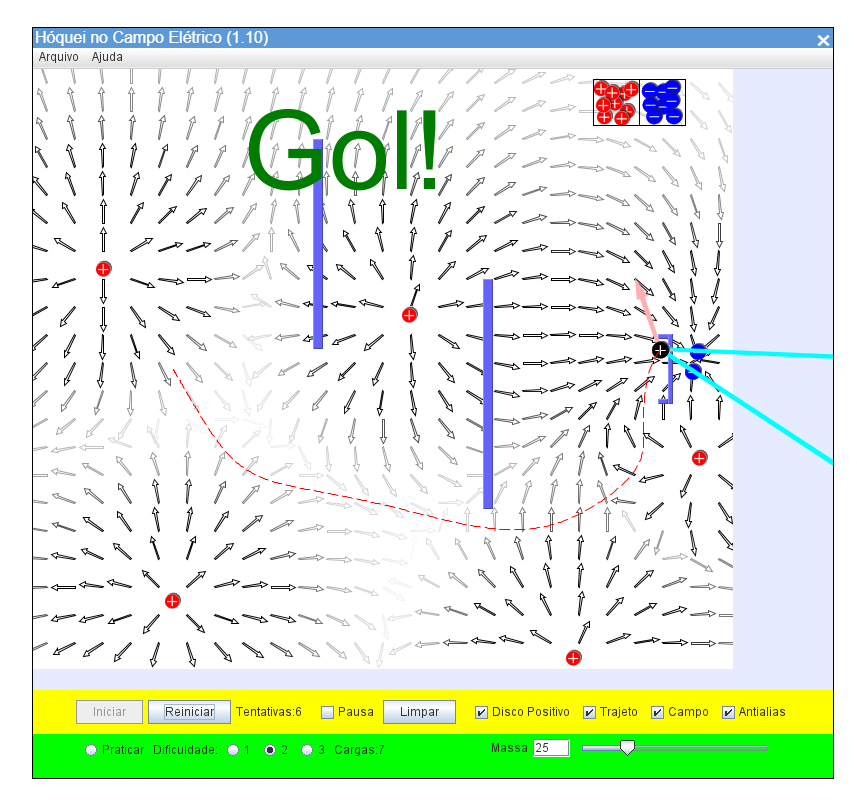 Hóquei no Campo Elétrico (1.10)
Arquivo Ajuda
Gol!
Iniciar Reiniciar Tentativas:6 Pausa Limpar Disco Positivo Trajeto Campo Antialias
Praticar Dificuldade: 1 2 3 Cargas:7 Massa 25